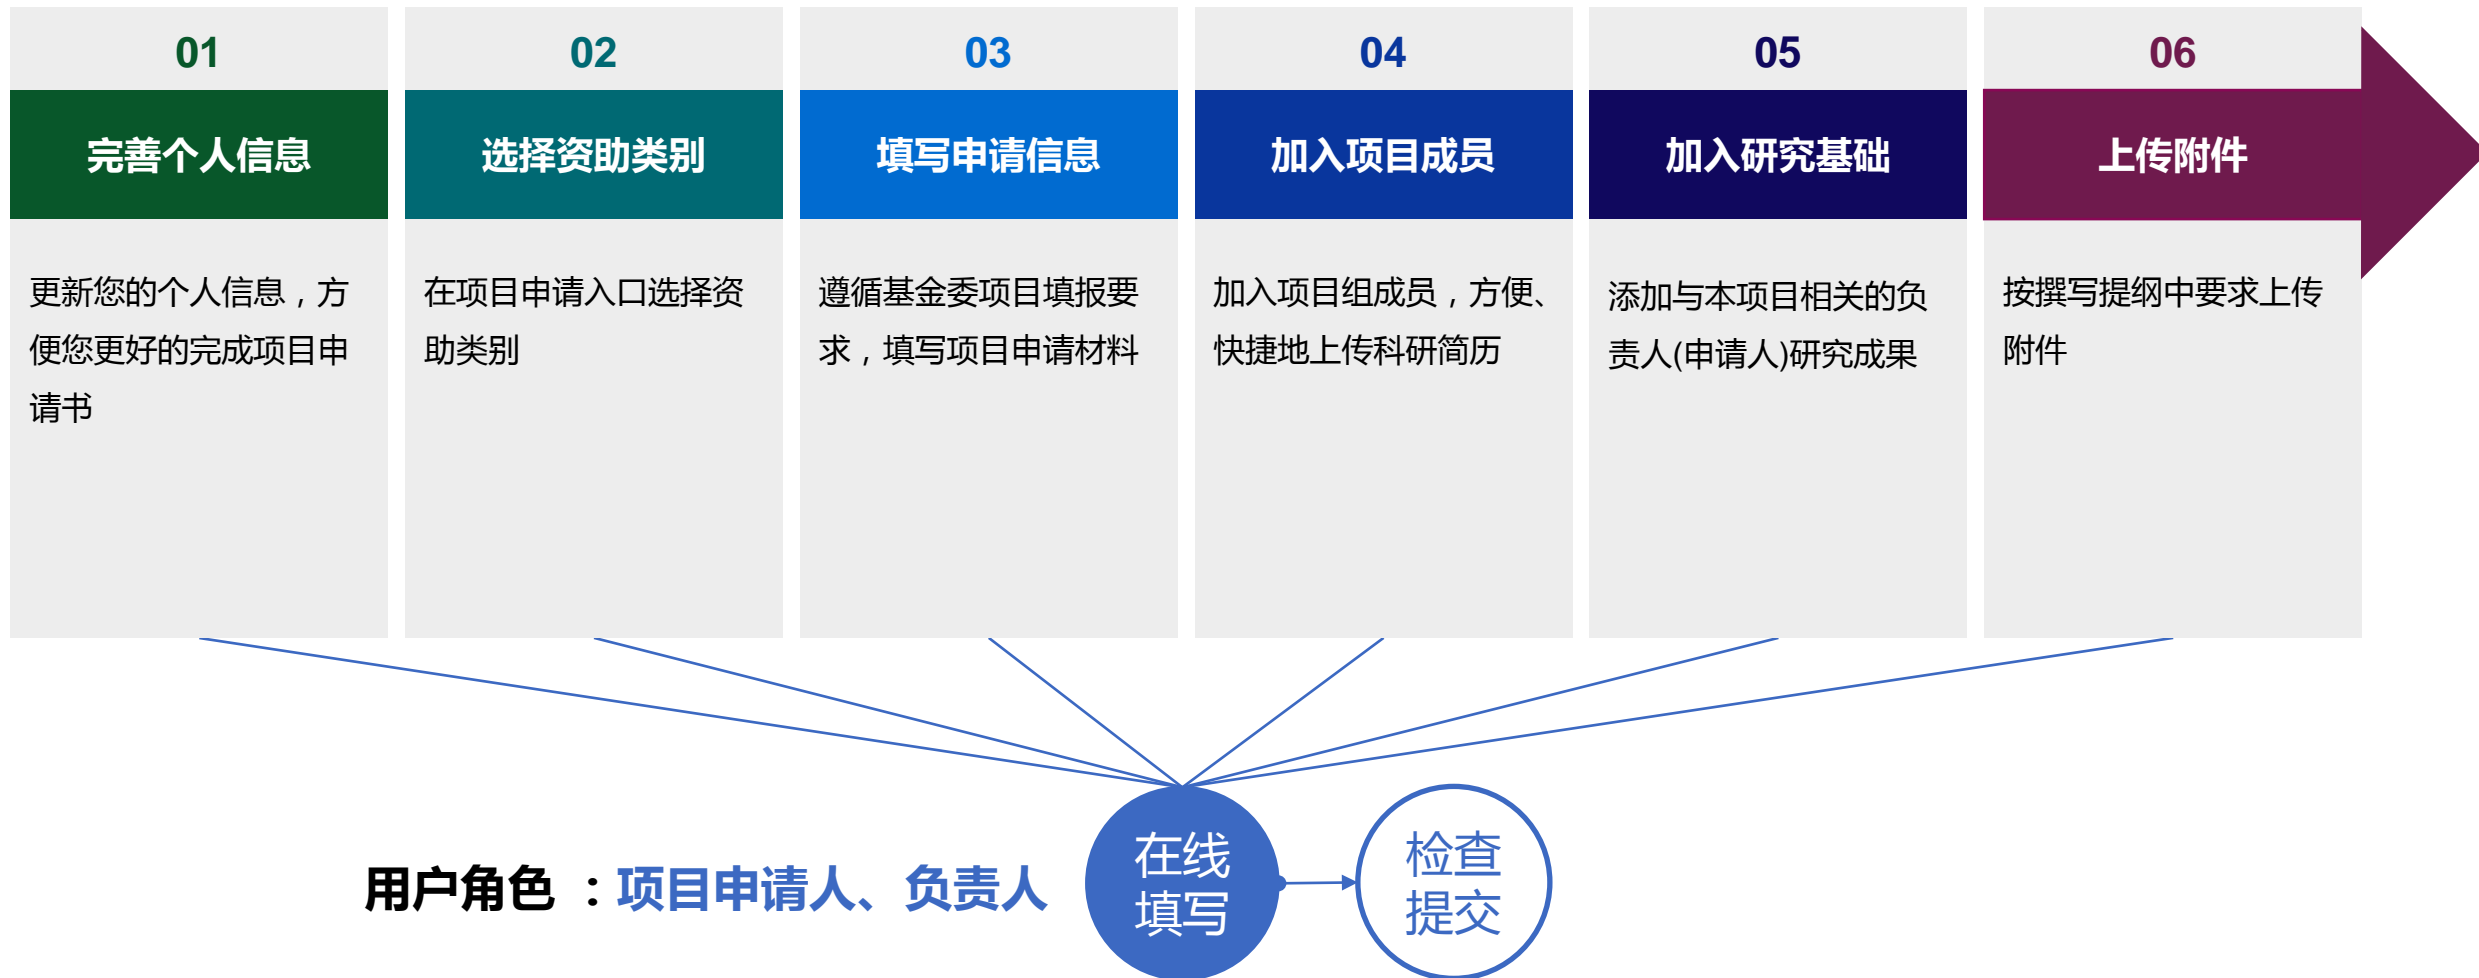 01
完善个人信息
更新您的个人信息，方
便您更好的完成项目申
请书
02
选择资助类别
在项目申请入口选择资
助类别
03
填写申请信息
遵循基金委项目填报要
求，填写项目申请材料
04
加入项目成员
加入项目组成员，方便、
快捷地上传科研简历
05
加入研究基础
添加与本项目相关的负
责人(申请人)研究成果
06
上传附件
按撰写提纲中要求上传
附件
用户角色 ：项目申请人、负责人
在线
填写
检查
提交